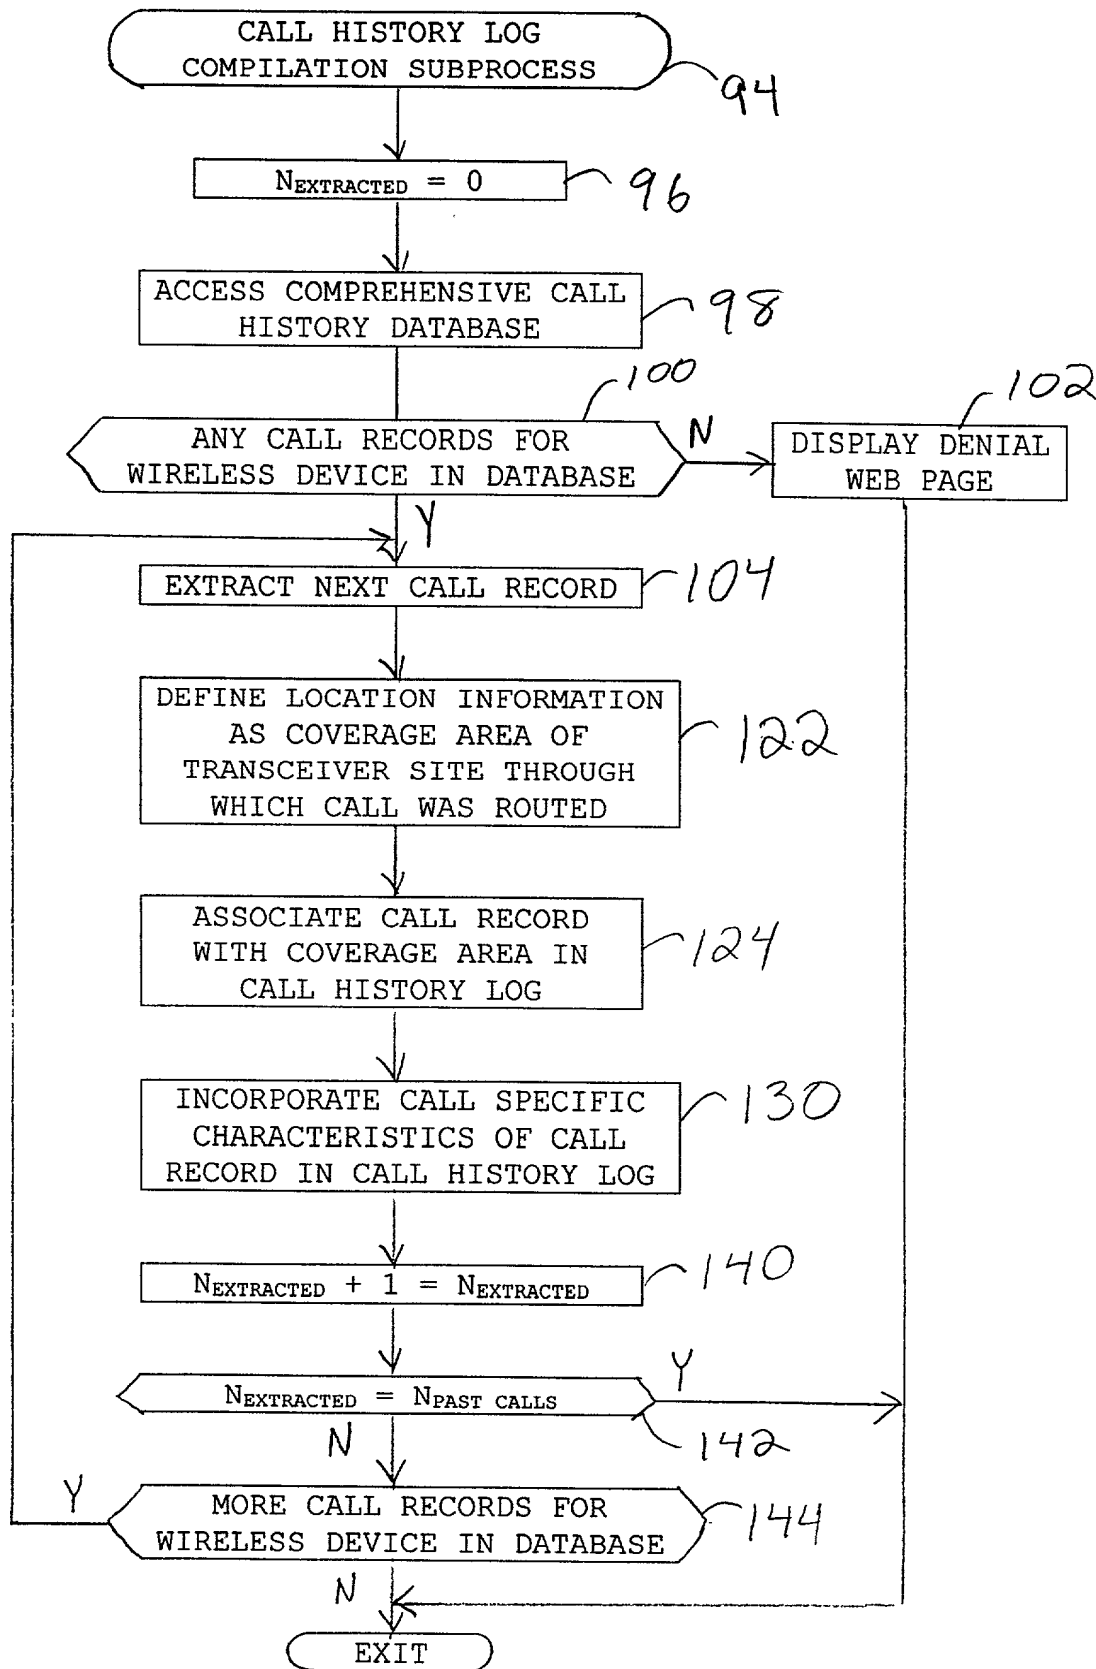 CALL HISTORY LOG
COMPILATION SUBPROCESS
94
NEXTRACTED = 0
96
ACCESS COMPREHENSIVE CALL
HISTORY DATABASE
98
100
ANY CALL RECORDS FOR
WIRELESS DEVICE IN DATABASE
N
102
DISPLAY DENIAL
WEB PAGE
Y
EXTRACT NEXT CALL RECORD
104
DEFINE LOCATION INFORMATION
AS COVERAGE AREA OF
TRANSCEIVER SITE THROUGH
WHICH CALL WAS ROUTED
122
ASSOCIATE CALL RECORD
WITH COVERAGE AREA IN
CALL HISTORY LOG
124
INCORPORATE CALL SPECIFIC
CHARACTERISTICS OF CALL
RECORD IN CALL HISTORY LOG
130
NEXTRACTED + 1 = NEXTRACTED
140
NEXTRACTED = NPAST CALLS
Y
142
N
MORE CALL RECORDS FOR
WIRELESS DEVICE IN DATABASE
Y
144
N
EXIT